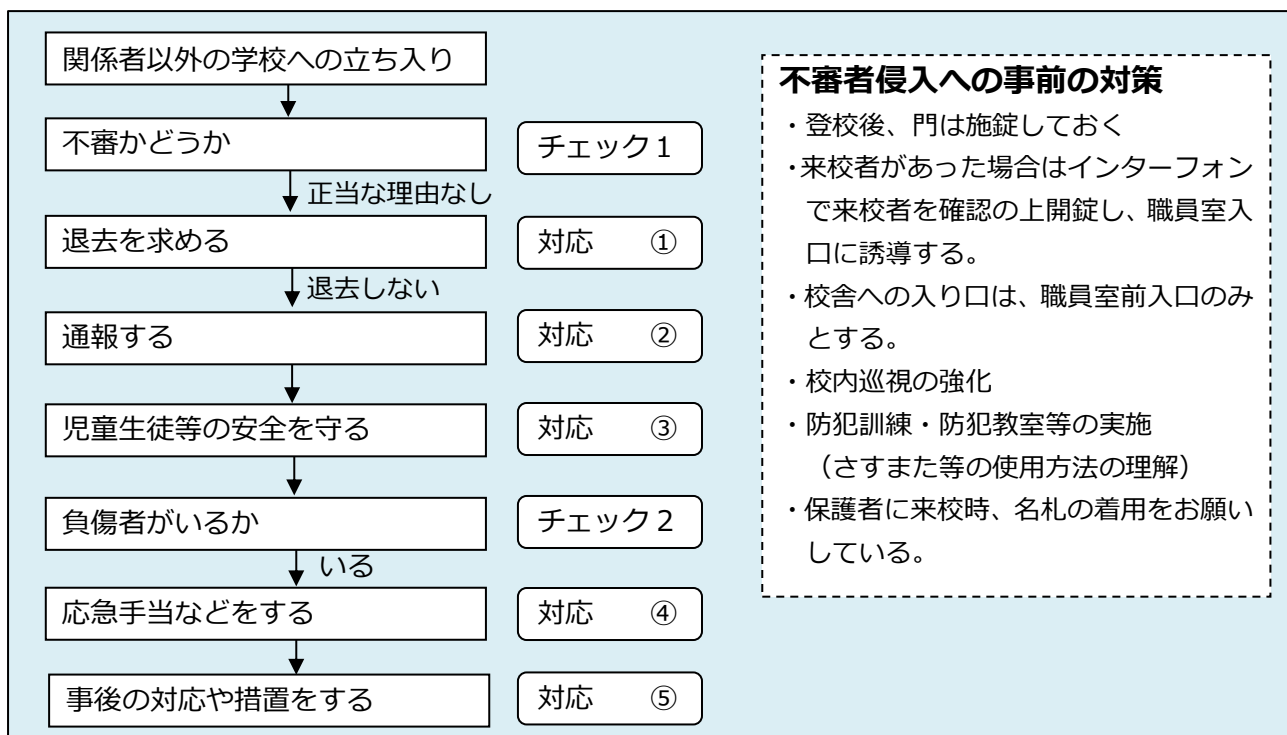 関係者以外の学校への立ち入り
不審かどうか
チェック１
正当な理由なし
退去を求める
対応　　①
退去しない
通報する
対応　　②
児童生徒等の安全を守る
対応　　③
負傷者がいるか
チェック２
いる
応急手当などをする
対応　　④
事後の対応や措置をする
対応　　⑤
不審者侵入への事前の対策
・登校後、門は施錠しておく
・来校者があった場合はインターフォン
で来校者を確認の上開錠し、職員室入
口に誘導する。
・校舎への入り口は、職員室前入口のみ
とする。
・校内巡視の強化
・防犯訓練・防犯教室等の実施
（さすまた等の使用方法の理解）
・保護者に来校時、名札の着用をお願い
している。